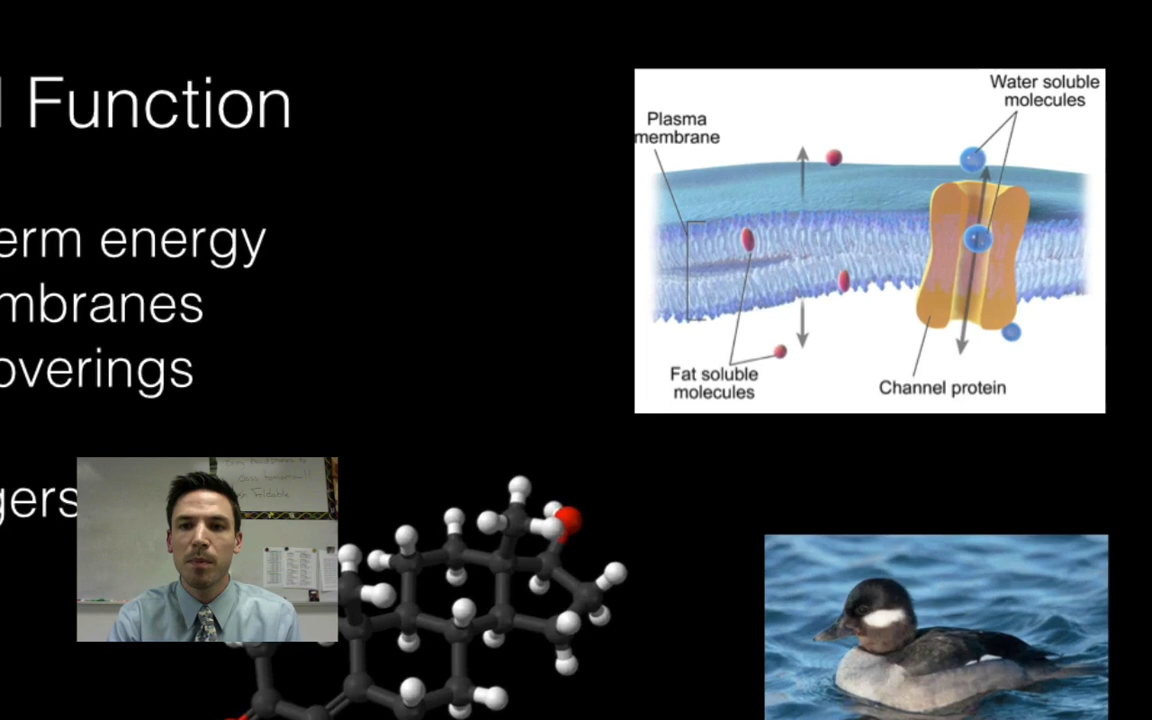 l Function
erm energy
mbranes
overings
gers
Water soluble
molecules
Plasma
membrane
Fat soluble
molecules
Channel protein